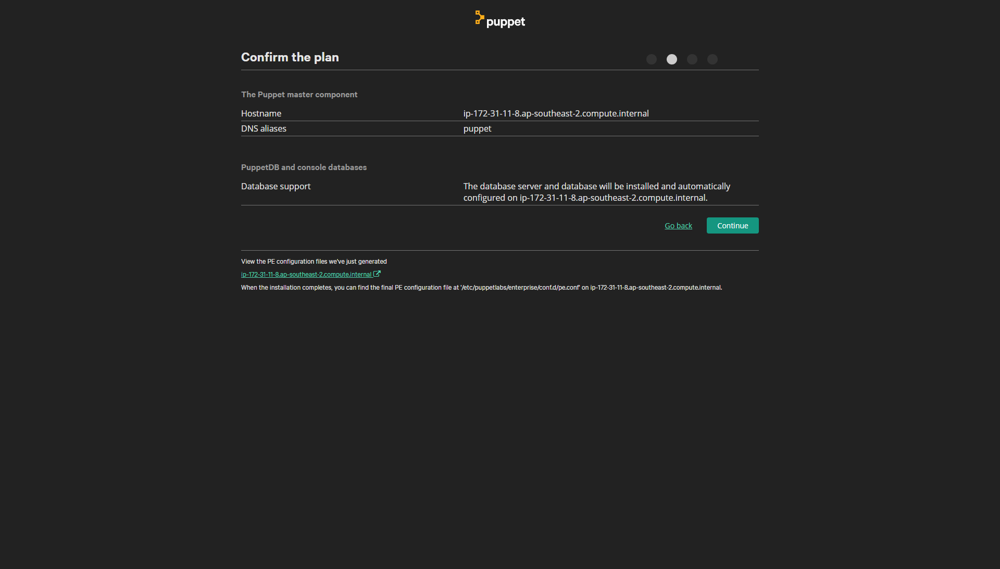 puppet
Confirm the plan
The Puppet master component
Hostname ip-172-31-11-8.ap-southeast-2.compute.internal
DNS aliases puppet
PuppetDB and console databases
Database support The database server and database will be installed and automatically
configured on ip-172-31-11-8.ap-southeast-2.compute.internal.
Go back Continue
View the PE configuration files we've just generated
ip-172-31-11-8.ap-southeast-2.compute.internal
When the installation completes, you can find the final PE configuration file at '/etc/puppetlabs/enterprise/conf.d/pe.conf' on ip-172-31-11-8.ap-southeast-2.compute.internal.